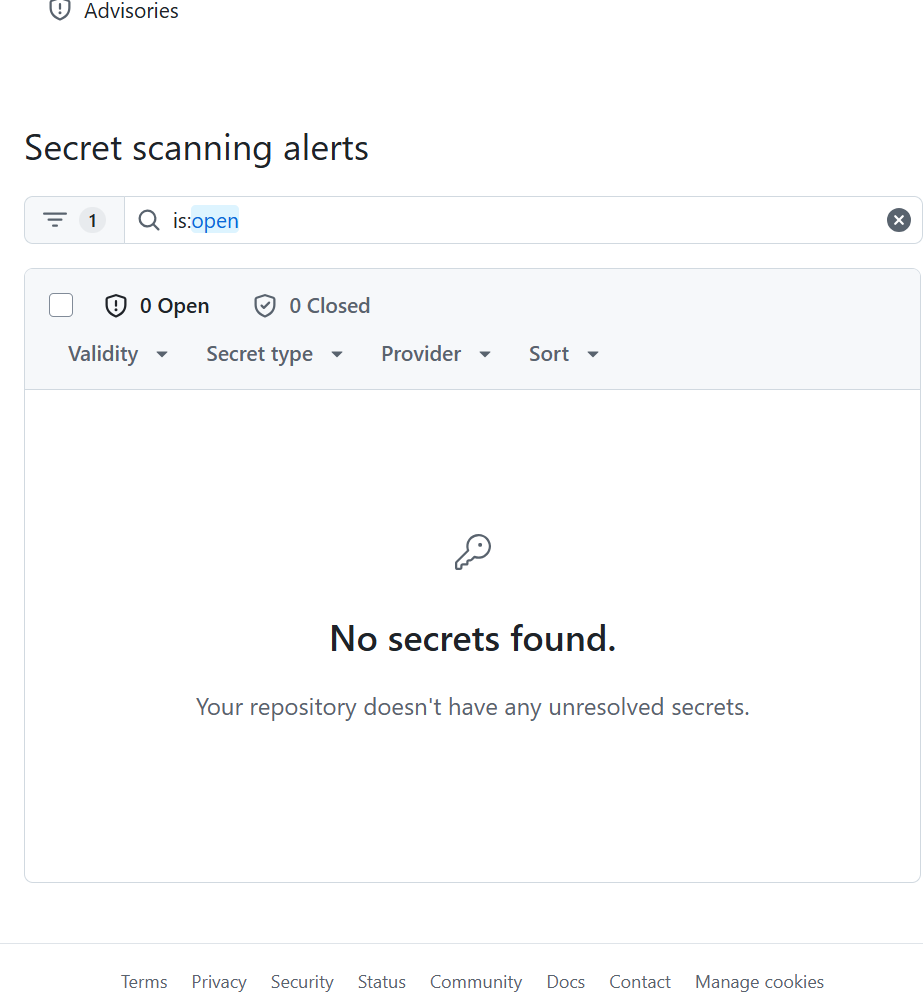 Advisories
Secret scanning alerts
1 is:open
0 Open 0 Closed
Validity Secret type Provider Sort
No secrets found.
Your repository doesn't have any unresolved secrets.
Terms Privacy Security Status Community Docs Contact Manage cookies